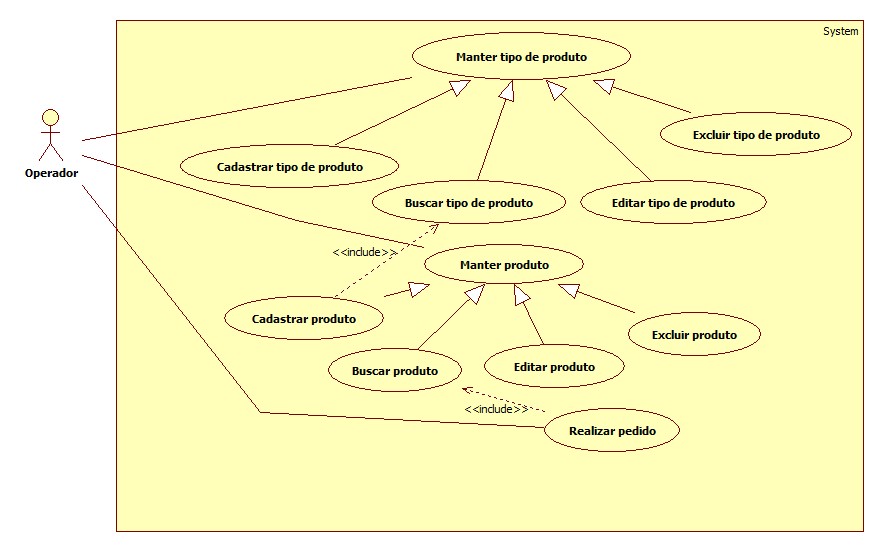 System
Manter tipo de produto
Excluir tipo de produto
Cadastrar tipo de produto
Operador
Buscar tipo de produto
Editar tipo de produto
<<include>>
Manter produto
Cadastrar produto
Excluir produto
Buscar produto
Editar produto
<<include>>
Realizar pedido